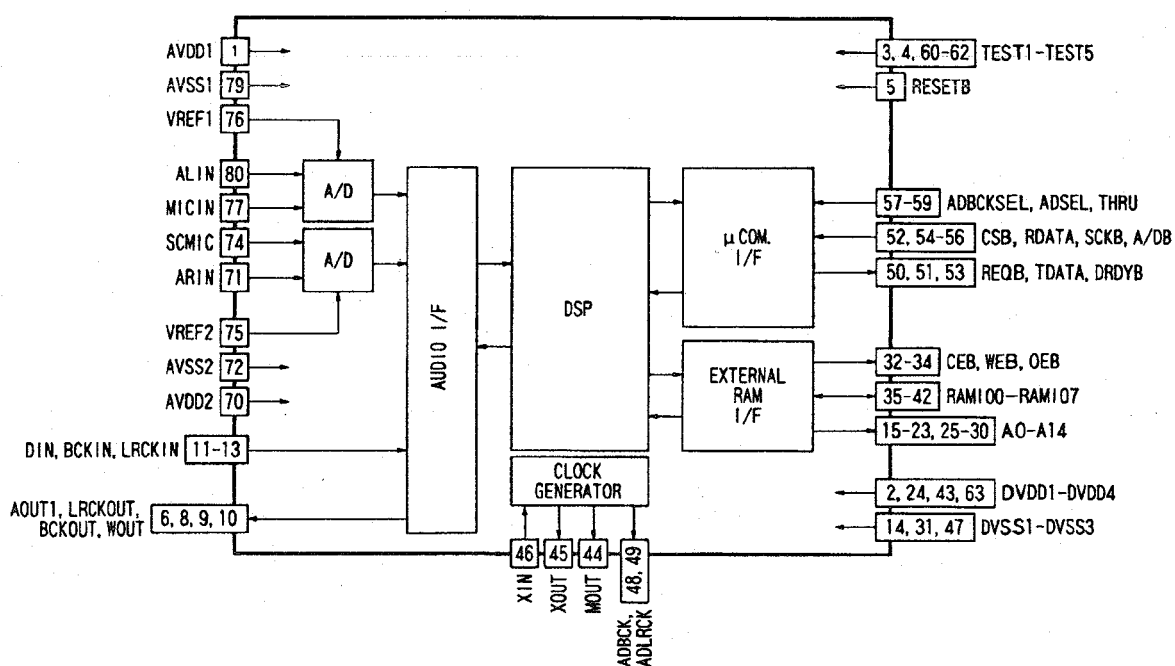 AVDD1 1
AVSS1 79
VREF1 76
ALIN 80
MICIN 77
SCMIC 74
ARIN 71
VREF2 75
AVSS2 72
AVDD2 70
DIN, BCKIN, LRCKIN 11-13
AOUT1, LRCKOUT,
BCKOUT, WOUT
6, 8, 9, 10
A/D
A/D
AUDIO I/F
DSP
μ COM.
I/F
EXTERNAL
RAM
I/F
CLOCK
GENERATOR
3, 4, 60-62 TEST1-TEST5
5 RESETB
57-59 ADBCKSEL, ADSEL, THRU
52, 54-56 CSB, RDATA, SCKB, A/DB
50, 51, 53 REQB, TDATA, DRDYB
32-34 CEB, WEB, OEB
35-42 RAMIO0-RAMIO7
15-23, 25-30 A0-A14
2, 24, 43, 63 DVDD1-DVDD4
14, 31, 47 DVSS1-DVSS3
46 XIN
45 XOUT
44 MOUT
48, 49
ADBCK,
ADLRCK